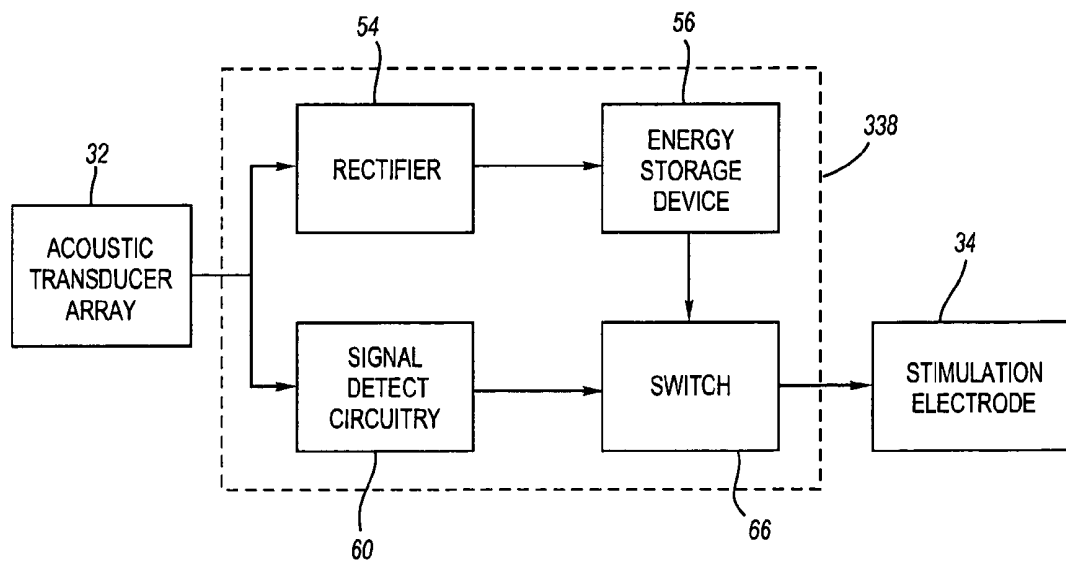 54
56
338
32
RECTIFIER
ENERGY
STORAGE
DEVICE
ACOUSTIC
TRANSDUCER
ARRAY
34
SIGNAL
DETECT
CIRCUITRY
SWITCH
STIMULATION
ELECTRODE
60
66